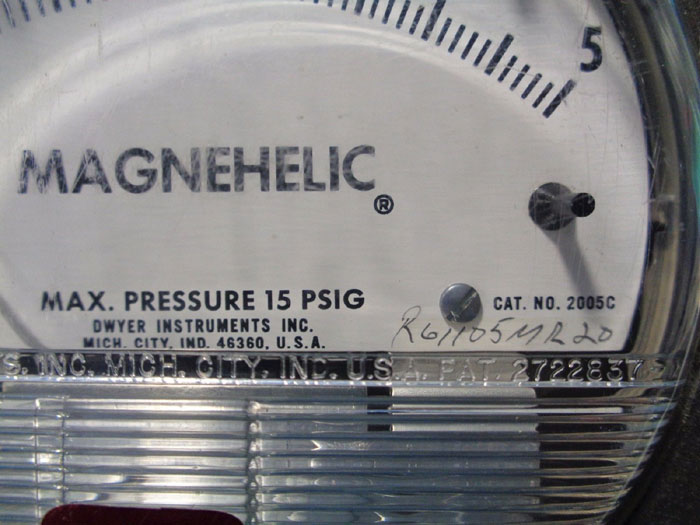 5
MAGNEHELIC
®
MAX. PRESSURE 15 PSIG
DWYER INSTRUMENTS INC.
MICH. CITY, IND. 46360, U.S.A.
CAT. NO. 2005C
R61105MR20
S. INC. MICH. CITY, IND. U.S.A. PAT. 2722837